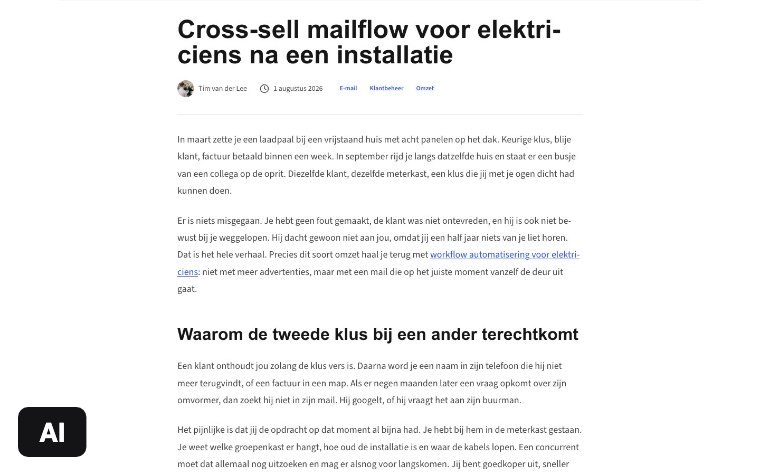 Cross-sell mailflow voor elektri-
ciens na een installatie
Tim van der Lee 1 augustus 2026 E-mail Klantbeheer Omzet
In maart zette je een laadpaal bij een vrijstaand huis met acht panelen op het dak. Keurige klus, blije
klant, factuur betaald binnen een week. In september rijd je langs datzelfde huis en staat er een busje
van een collega op de oprit. Diezelfde klant, dezelfde meterkast, een klus die jij met je ogen dicht had
kunnen doen.
Er is niets misgegaan. Je hebt geen fout gemaakt, de klant was niet ontevreden, en hij is ook niet be-
wust bij je weggelopen. Hij dacht gewoon niet aan jou, omdat jij een half jaar niets van je liet horen.
Dat is het hele verhaal. Precies dit soort omzet haal je terug met workflow automatisering voor elektri-
ciens: niet met meer advertenties, maar met een mail die op het juiste moment vanzelf de deur uit
gaat.
Waarom de tweede klus bij een ander terechtkomt
Een klant onthoudt jou zolang de klus vers is. Daarna word je een naam in zijn telefoon die hij niet
meer terugvindt, of een factuur in een map. Als er negen maanden later een vraag opkomt over zijn
omvormer, dan zoekt hij niet in zijn mail. Hij googelt, of hij vraagt het aan zijn buurman.
Het pijnlijke is dat jij de opdracht op dat moment al bijna had. Je hebt bij hem in de meterkast gestaan.
Je weet welke groepenkast er hangt, hoe oud de installatie is en waar de kabels lopen. Een concurrent
moet dat allemaal nog uitzoeken en mag er alsnog voor langskomen. Jij bent goedkoper uit, sneller
AI